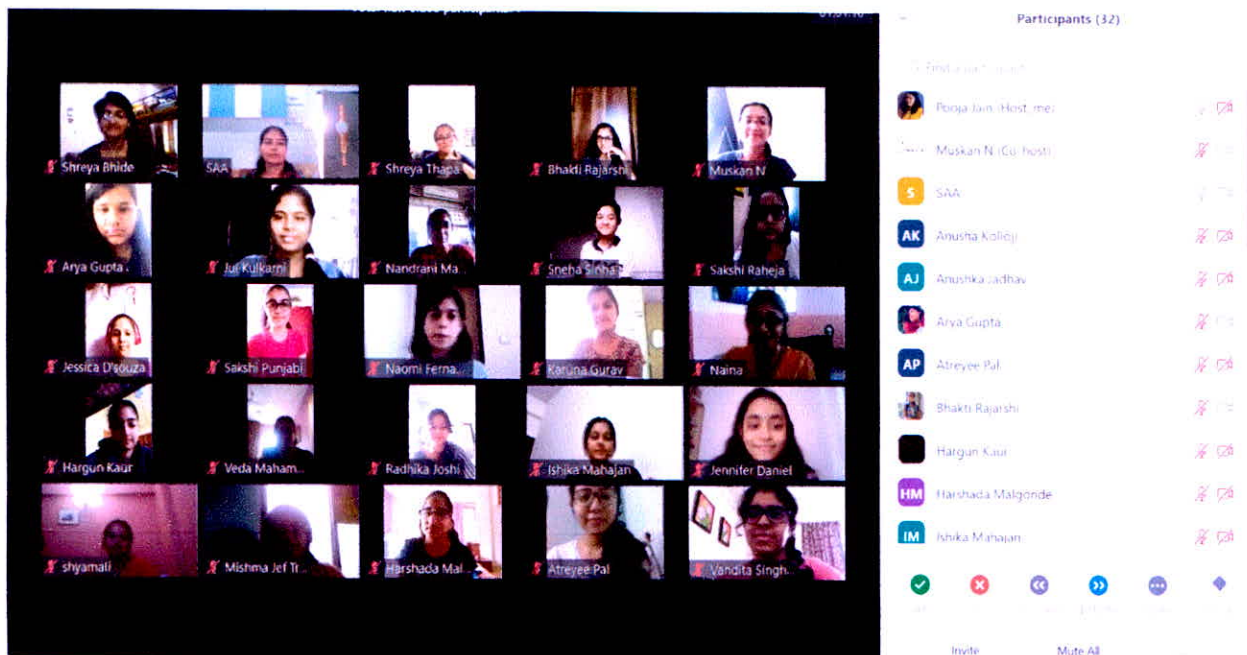 Participants (32)
Shreya Bhide
SAA
Shreya Thapa
Bhakti Rajarshi
Muskan N
Arya Gupta
Jui Kulkarni
Nandrani Ma...
Sneha Sinha
Sakshi Raheja
Jessica D'souza
Sakshi Punjabi
Naomi Ferna...
Karuna Gurav
Naina
Hargun Kaur
Veda Maham...
Radhika Joshi
Ishika Mahajan
Jennifer Daniel
shyamali
Mishma Jef Tr...
Harshada Mal...
Atreyee Pal
Vandita Singh...
Pooja Jain (Host, me)
Muskan N (Co-host)
S SAA
AK Anusha Kollojj
AJ Anushka Jadhav
Arya Gupta
AP Atreyee Pal
Bhakti Rajarshi
Hargun Kaur
HM Harshada Malgonde
IM Ishika Mahajan
Invite Mute All